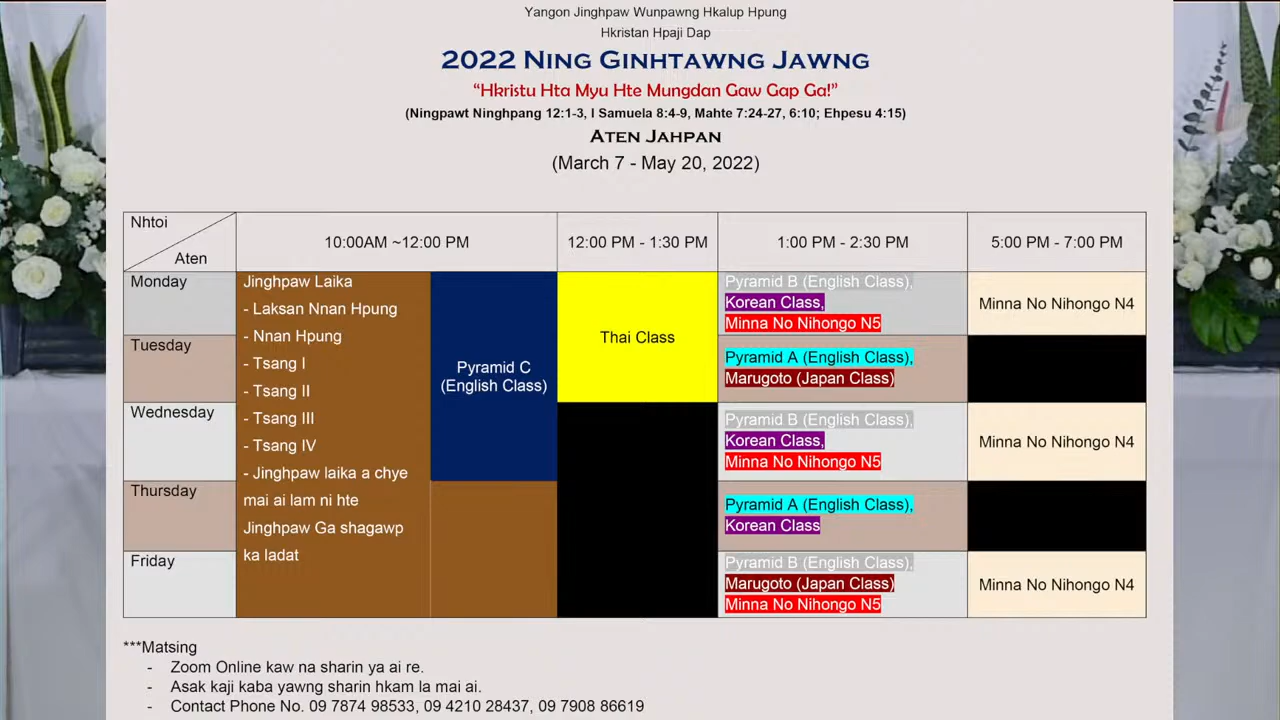 Yangon Jinghpaw Wunpawng Hkalup Hpung
Hkristan Hpaji Dap
2022 Ning Ginhtawng Jawng
“Hkristu Hta Myu Hte Mungdan Gaw Gap Ga!”
(Ningpawt Ninghpang 12:1-3, I Samuela 8:4-9, Mahte 7:24-27, 6:10; Ehpesu 4:15)
Aten Jahpan
(March 7 - May 20, 2022)
Nhtoi
Aten
10:00AM ~12:00 PM
12:00 PM - 1:30 PM
1:00 PM - 2:30 PM
5:00 PM - 7:00 PM
Monday
Jinghpaw Laika
- Laksan Nnan Hpung
- Nnan Hpung
- Tsang I
- Tsang II
- Tsang III
- Tsang IV
- Jinghpaw laika a chye
mai ai lam ni hte
Jinghpaw Ga shagawp
ka ladat
Pyramid C
(English Class)
Thai Class
Pyramid B (English Class),
Korean Class,
Minna No Nihongo N5
Minna No Nihongo N4
Tuesday
Pyramid A (English Class),
Marugoto (Japan Class)
Wednesday
Pyramid B (English Class),
Korean Class,
Minna No Nihongo N5
Minna No Nihongo N4
Thursday
Pyramid A (English Class),
Korean Class
Friday
Pyramid B (English Class),
Marugoto (Japan Class)
Minna No Nihongo N5
Minna No Nihongo N4
***Matsing
- Zoom Online kaw na sharin ya ai re.
- Asak kaji kaba yawng sharin hkam la mai ai.
- Contact Phone No. 09 7874 98533, 09 4210 28437, 09 7908 86619